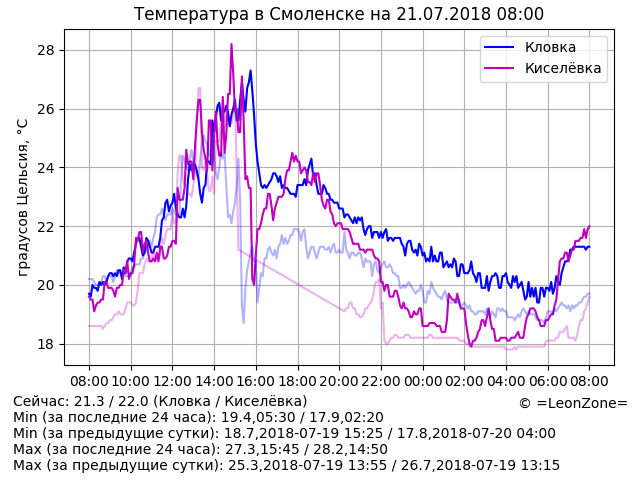 Температура в Смоленске на 21.07.2018 08:00
Кловка
Киселёвка
градусов Цельсия, °C
28
26
24
22
20
18
08:00 10:00 12:00 14:00 16:00 18:00 20:00 22:00 00:00 02:00 04:00 06:00 08:00
Сейчас: 21.3 / 22.0 (Кловка / Киселёвка)
© =LeonZone=
Min (за последние 24 часа): 19.4,05:30 / 17.9,02:20
Min (за предыдущие сутки): 18.7,2018-07-19 15:25 / 17.8,2018-07-20 04:00
Max (за последние 24 часа): 27.3,15:45 / 28.2,14:50
Max (за предыдущие сутки): 25.3,2018-07-19 13:55 / 26.7,2018-07-19 13:15